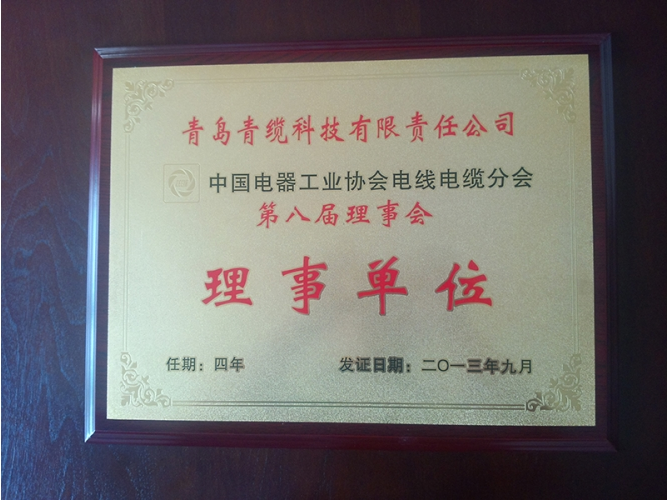 青岛青缆科技有限责任公司
中国电器工业协会电线电缆分会
第八届理事会
理事单位
任期：四年 发证日期：二〇一三年九月